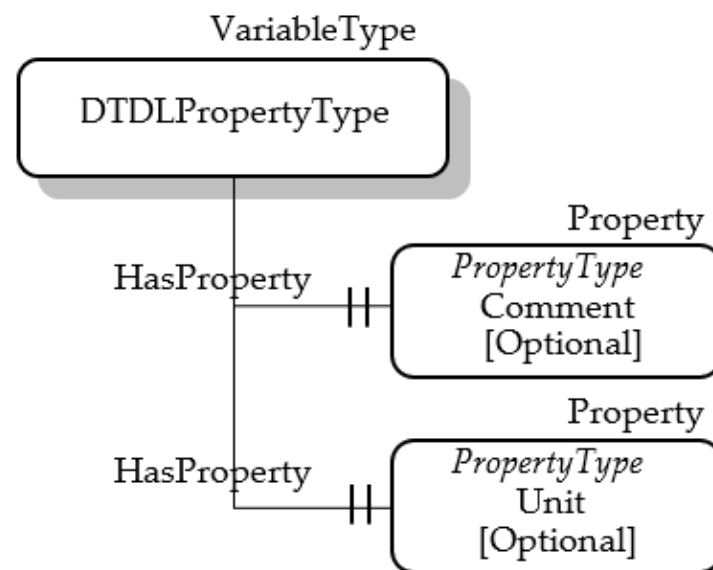 VariableType
DTDLPropertyType
Property
HasProperty
PropertyType
Comment
[Optional]
Property
HasProperty
PropertyType
Unit
[Optional]